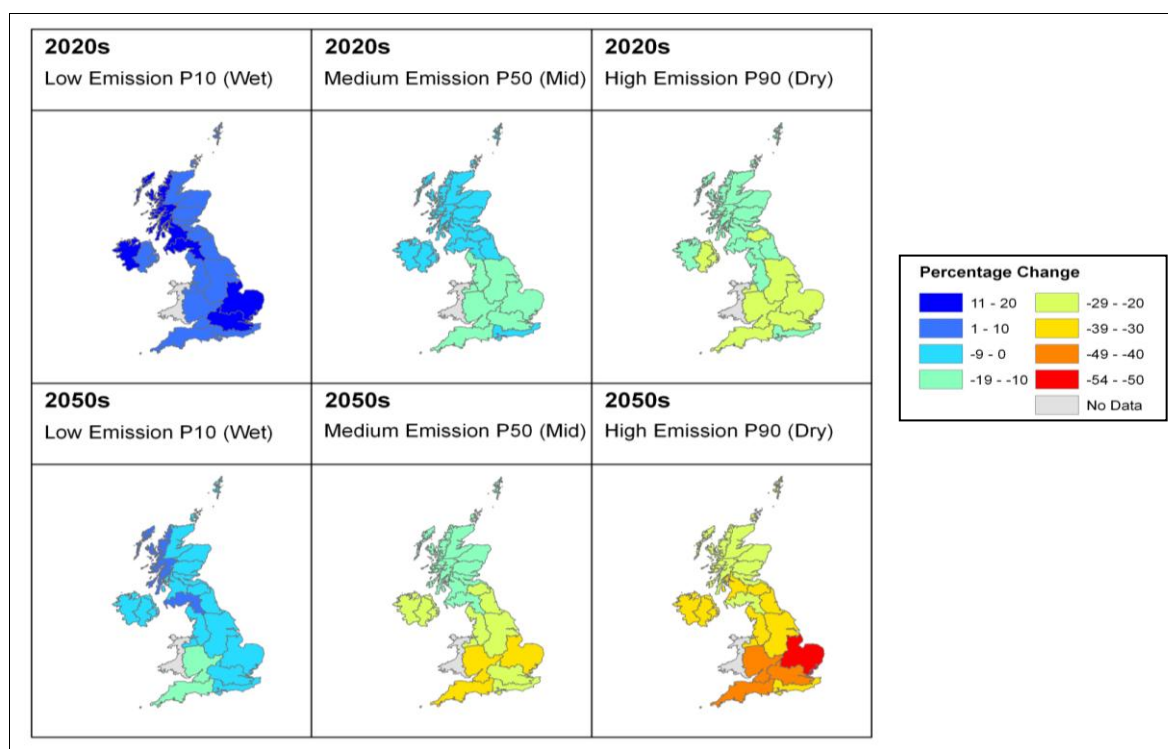 2020s
Low Emission P10 (Wet)
2020s
Medium Emission P50 (Mid)
2020s
High Emission P90 (Dry)
2050s
Low Emission P10 (Wet)
2050s
Medium Emission P50 (Mid)
2050s
High Emission P90 (Dry)
Percentage Change
11 - 20
1 - 10
-9 - 0
-19 - -10
-29 - -20
-39 - -30
-49 - -40
-54 - -50
No Data